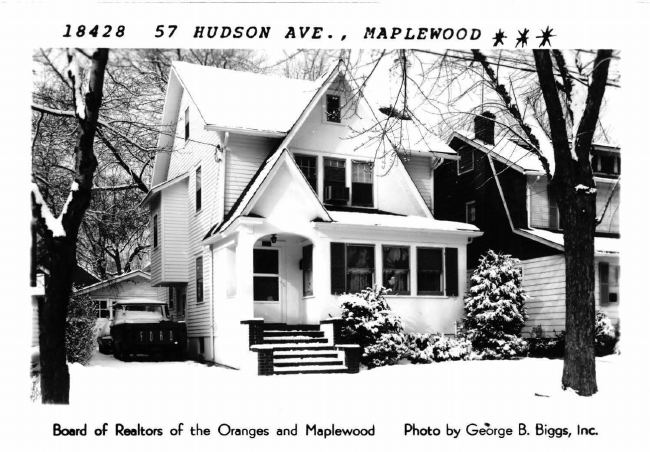 18428 57 HUDSON AVE., MAPLEWOOD ***
FORD
Board of Realtors of the Oranges and Maplewood Photo by George B. Biggs, Inc.